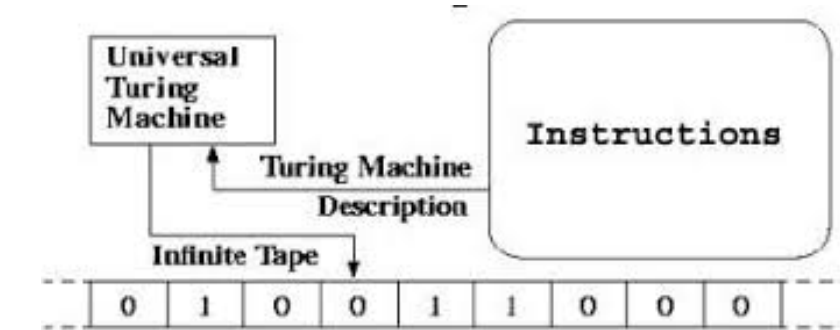 Universal
Turing
Machine
Instructions
Turing Machine
Description
Infinite Tape
0 1 0 0 1 1 0 0 0